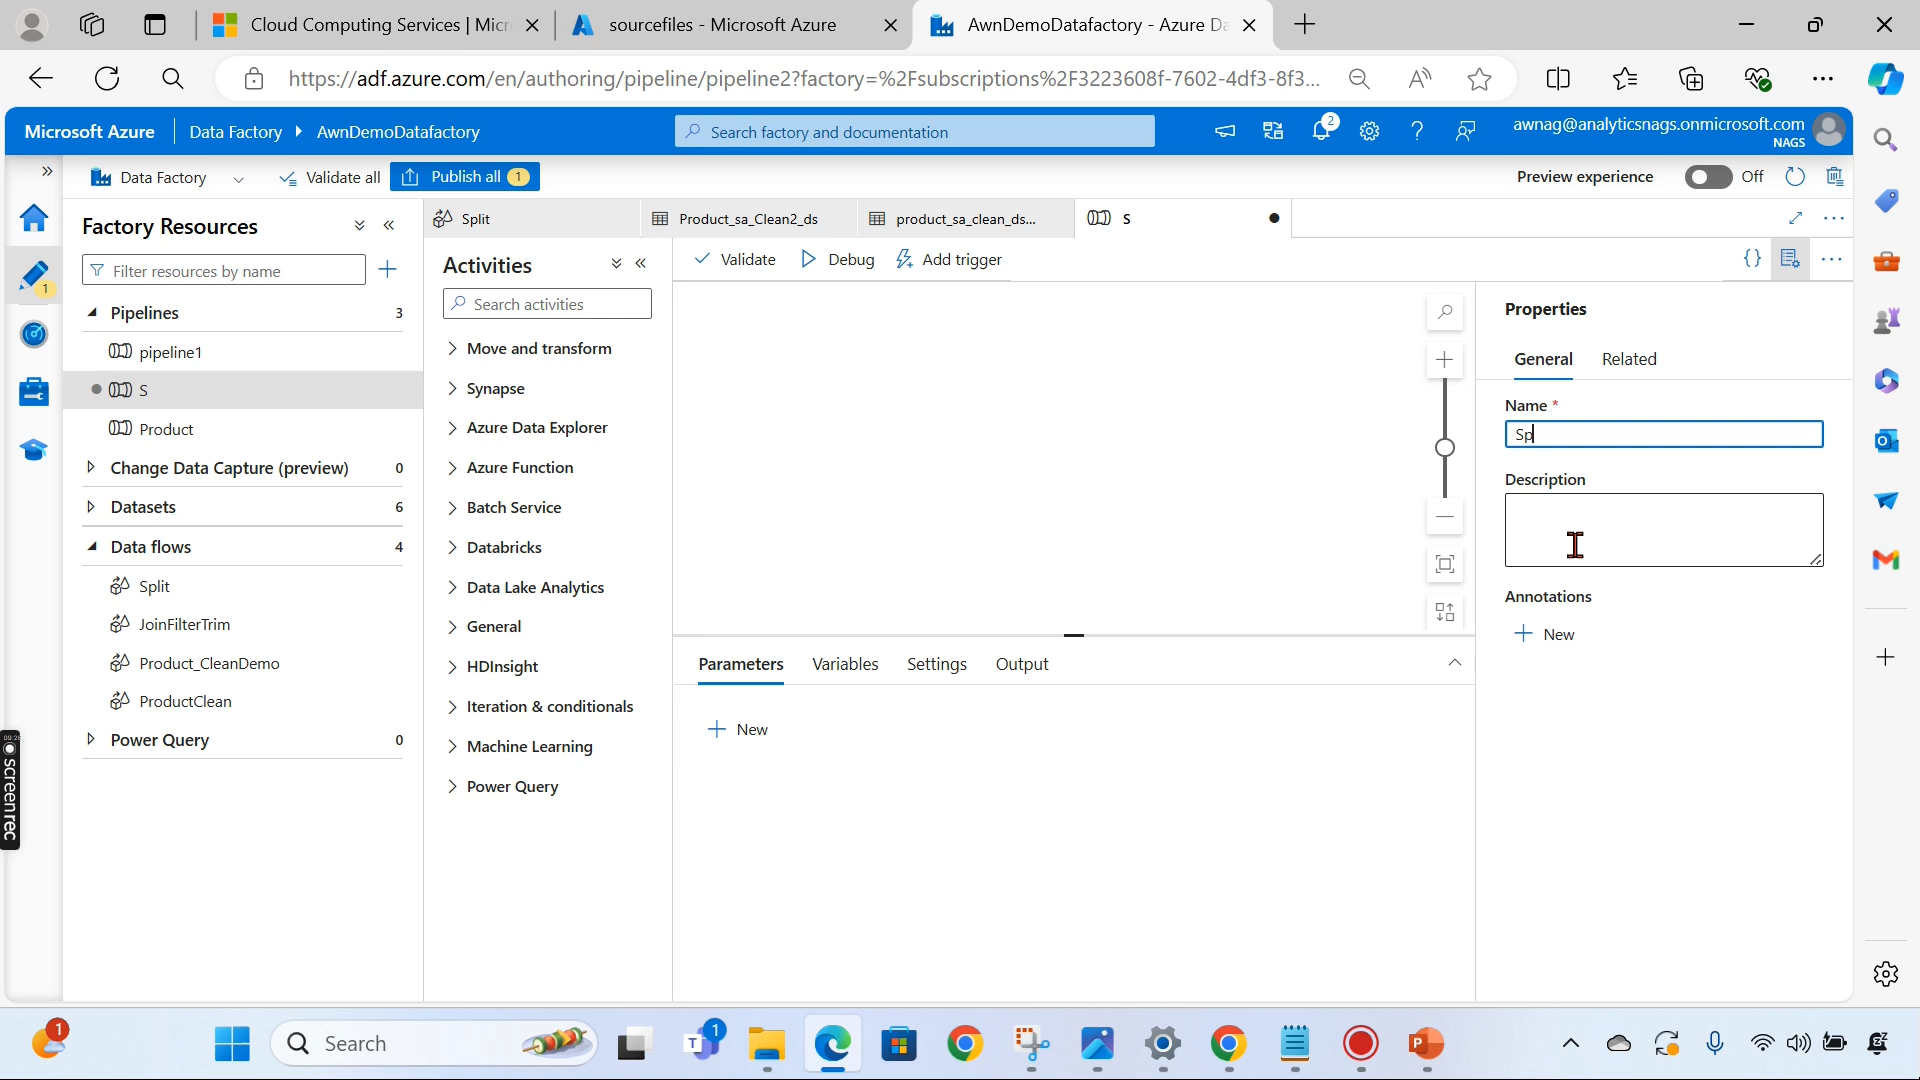 Cloud Computing Services | Micr
sourcefiles - Microsoft Azure
AwnDemoDatafactory - Azure Da
https://adf.azure.com/en/authoring/pipeline/pipeline2?factory=%2Fsubscriptions%2F3223608f-7602-4df3-8f3...
Microsoft Azure
Data Factory
AwnDemoDatafactory
Search factory and documentation
2
awnag@analyticsnags.onmicrosoft.com
NAGS
Data Factory
Validate all
Publish all
1
Preview experience
Off
Factory Resources
Filter resources by name
1
Pipelines
3
pipeline1
S
Product
Change Data Capture (preview)
0
Datasets
6
Data flows
4
Split
JoinFilterTrim
Product_CleanDemo
ProductClean
Power Query
0
Split
Product_sa_Clean2_ds
product_sa_clean_ds...
S
Activities
Search activities
Move and transform
Synapse
Azure Data Explorer
Azure Function
Batch Service
Databricks
Data Lake Analytics
General
HDInsight
Iteration & conditionals
Machine Learning
Power Query
Validate
Debug
Add trigger
Parameters
Variables
Settings
Output
New
Properties
General
Related
Name *
Sp
Description
Annotations
New
screenrec
1
Search
T
1
P